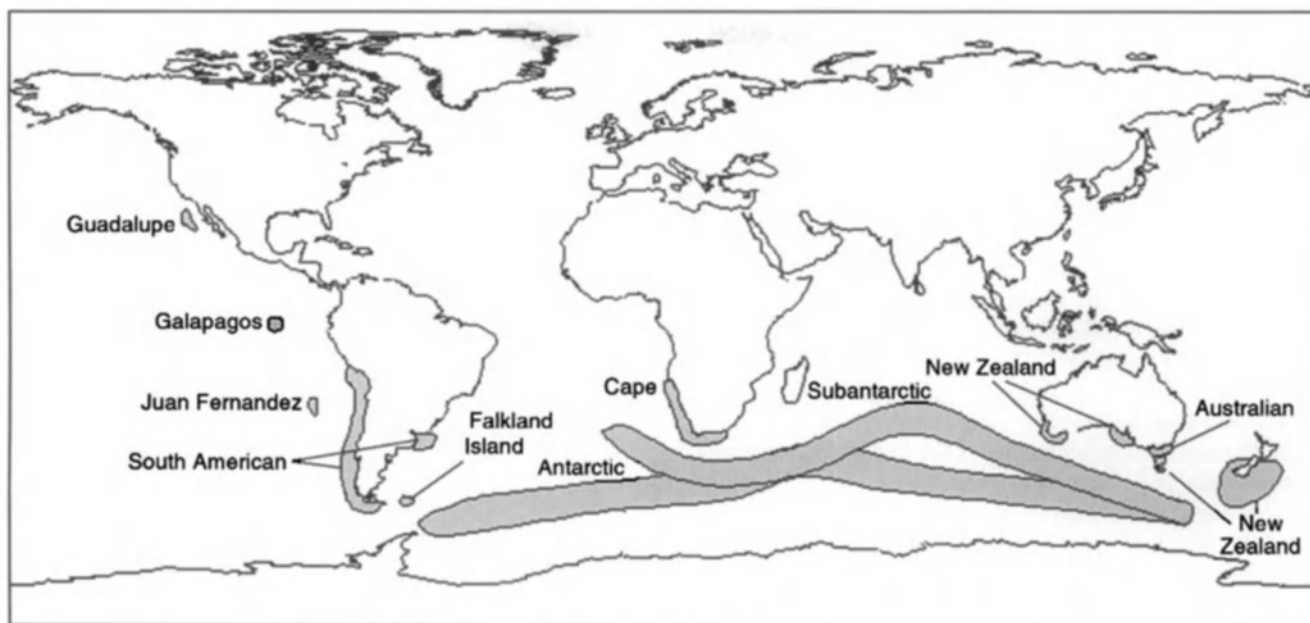 Guadalupe
Galapagos
Juan Fernandez
South American
Falkland
Island
Cape
Antarctic
Subantarctic
New Zealand
Australian
New
Zealand